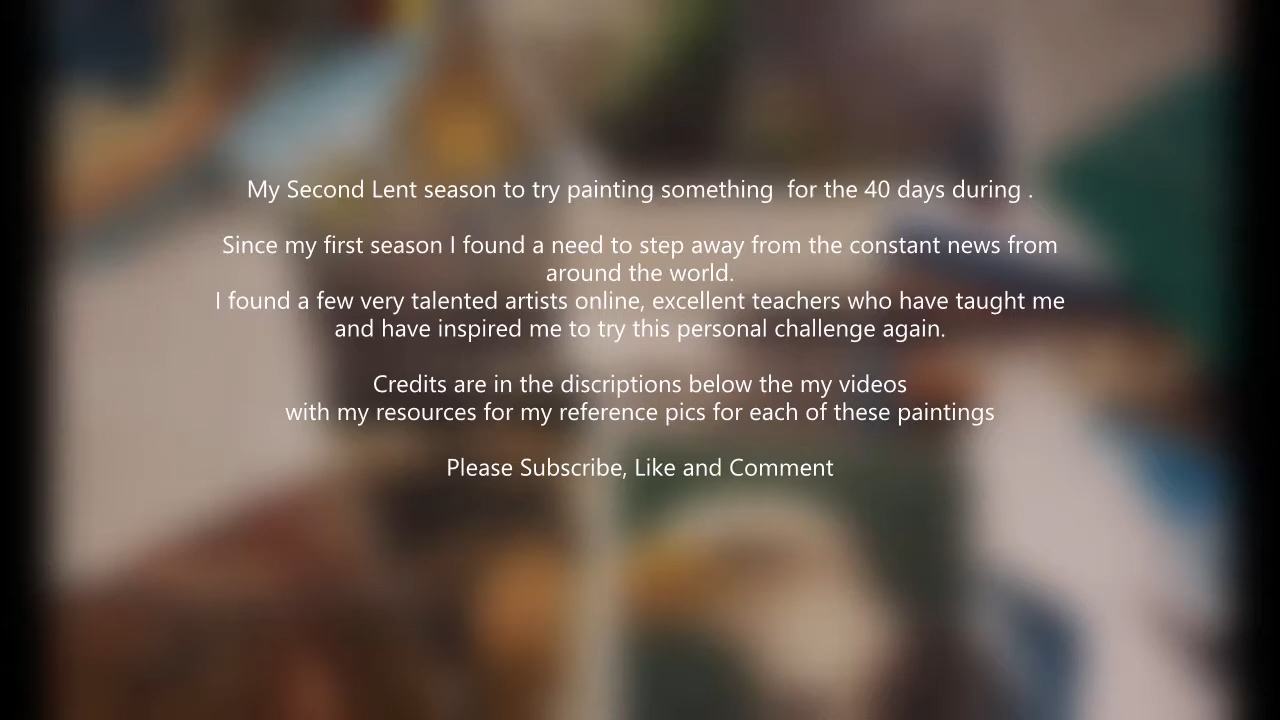 My Second Lent season to try painting something  for the 40 days during .
Since my first season I found a need to step away from the constant news from
around the world.
I found a few very talented artists online, excellent teachers who have taught me
and have inspired me to try this personal challenge again.
Credits are in the discriptions below the my videos
with my resources for my reference pics for each of these paintings
Please Subscribe, Like and Comment